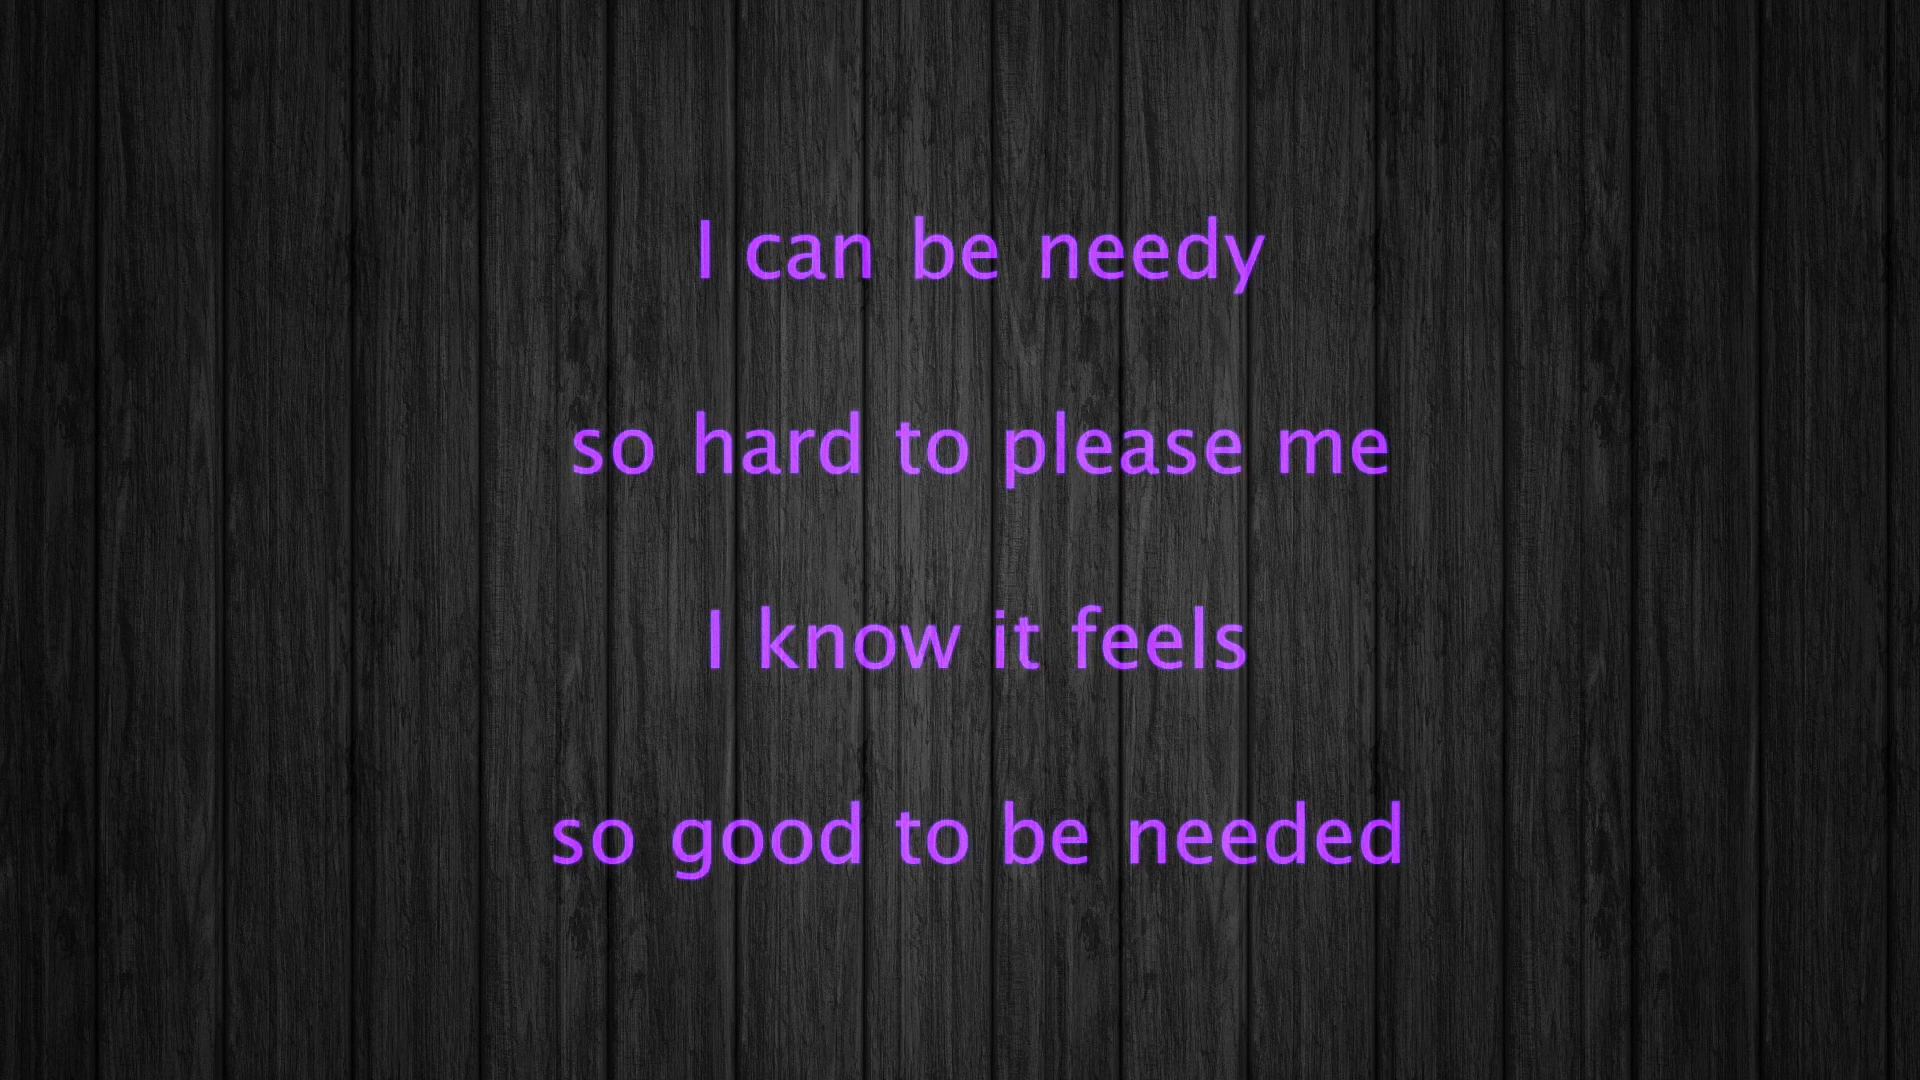 I can be needy
so hard to please me
I know it feels
so good to be needed